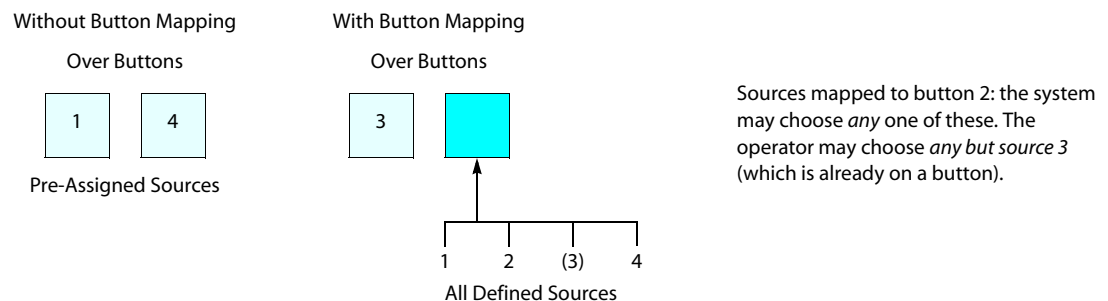 Without Button Mapping
Over Buttons
1 4
Pre-Assigned Sources
With Button Mapping
Over Buttons
3
1 2 (3) 4
All Defined Sources
Sources mapped to button 2: the system
may choose any one of these. The
operator may choose any but source 3
(which is already on a button).